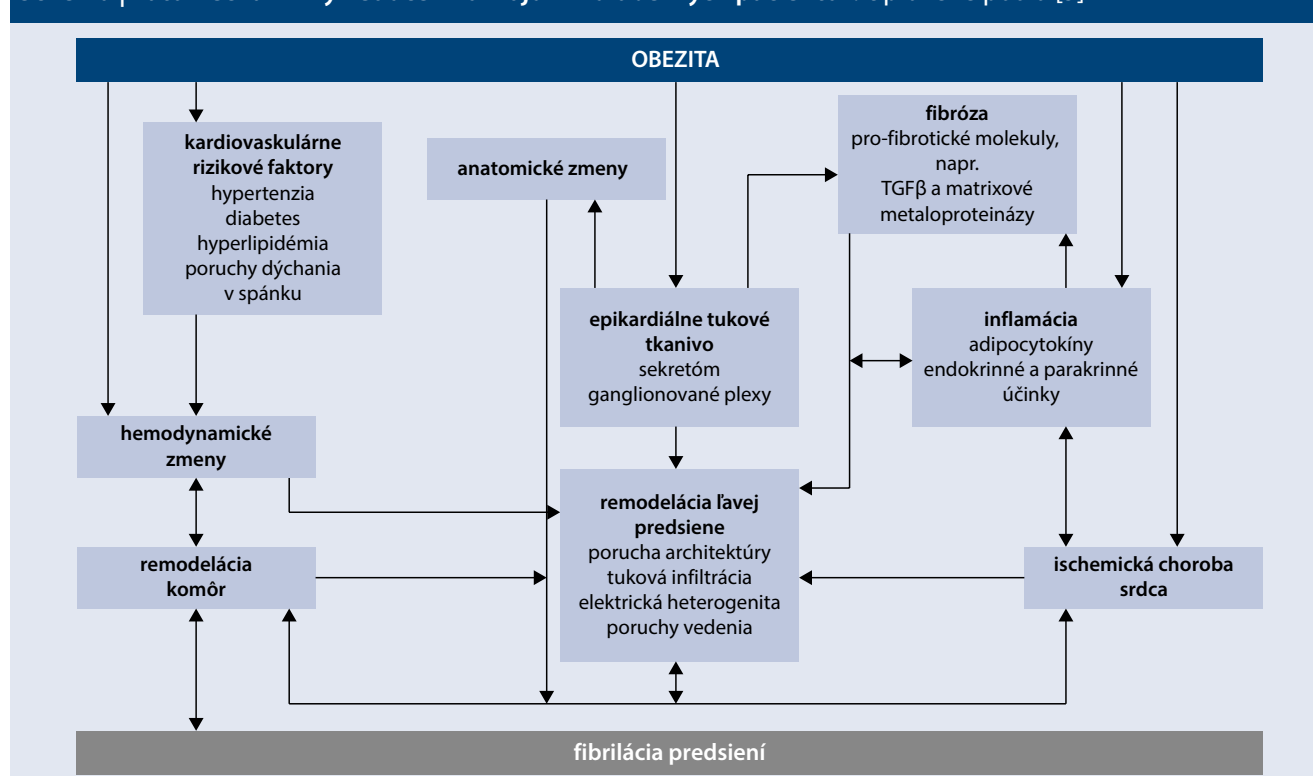 OBEZITA
kardiovaskulárne
rizikové faktory
hypertenzia
diabetes
hyperlipidémia
poruchy dýchania
v spánku
anatomické zmeny
fibróza
pro-fibrotické molekuly,
napr.
TGFβ a matrixové
metaloproteinázy
epikardiálne tukové
tkanivo
sekretóm
ganglionované plexy
inflamácia
adipocytokíny
endokrinné a parakrinné
účinky
hemodynamické
zmeny
remodelácia ľavej
predsiene
porucha architektúry
tuková infiltrácia
elektrická heterogenita
poruchy vedenia
remodelácia
komôr
ischemická choroba
srdca
fibrilácia predsiení